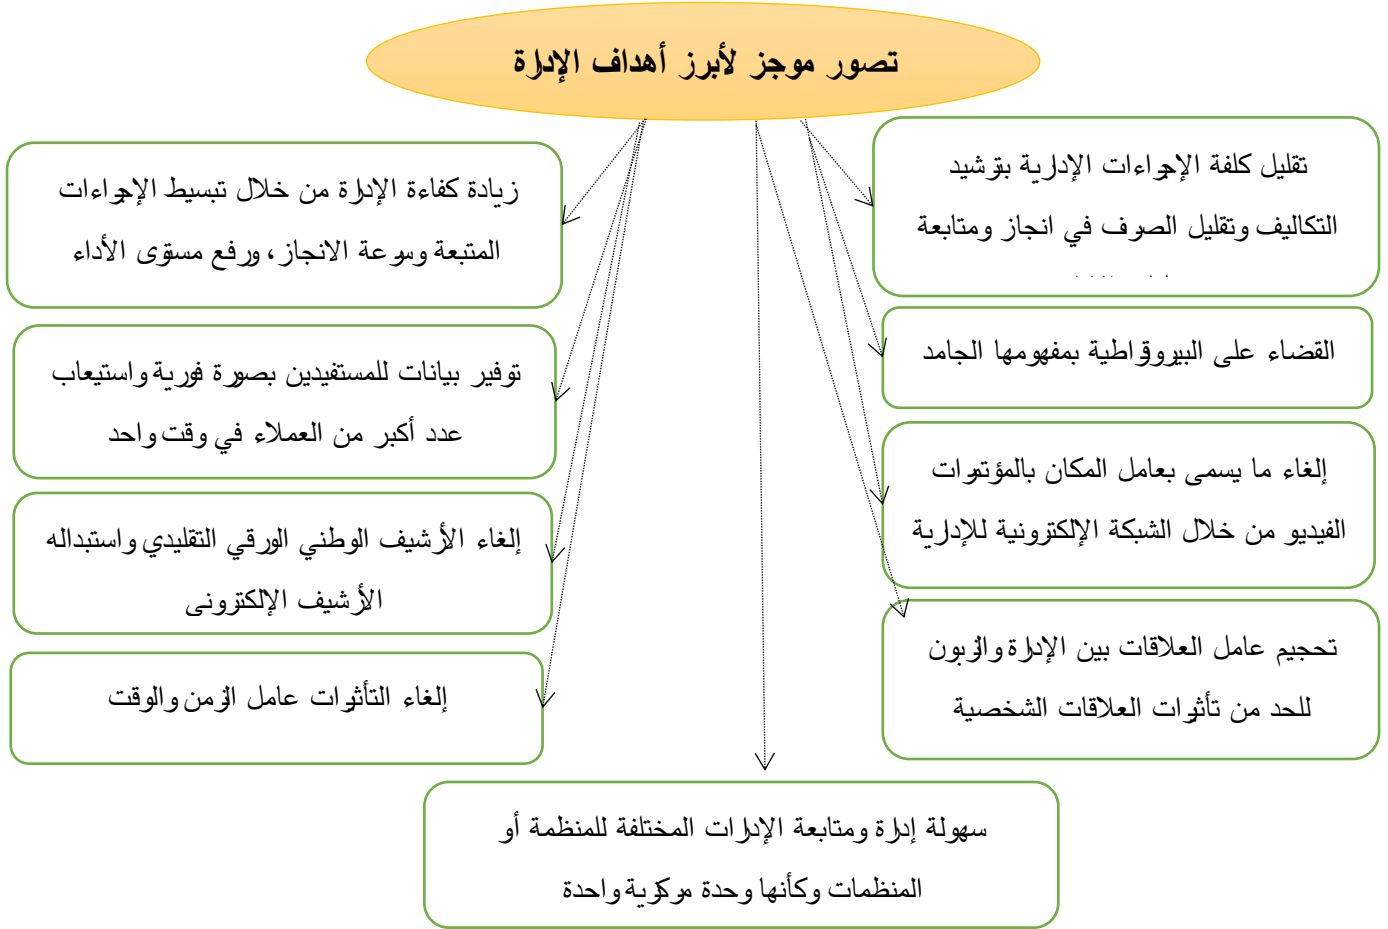 تصور موجز لأبرز أهداف الإدارة
تقليل كلفة الإجراءات الإدارية بترشيد
التكاليف وتقليل الصرف في انجاز ومتابعة
القضاء على البيروقراطية بمفهومها الجامد
إلغاء ما يسمى بعامل المكان بالمؤتمرات
الفيديو من خلال الشبكة الإلكترونية للإدارية
تحجيم عامل العلاقات بين الإدارة والزبون
للحد من تأثيرات العلاقات الشخصية
زيادة كفاءة الإدارة من خلال تبسيط الإجراءات
المتبعة وسرعة الانجاز، ورفع مستوى الأداء
توفير بيانات للمستفيدين بصورة فورية واستيعاب
عدد أكبر من العملاء في وقت واحد
إلغاء الأرشيف الوطني الورقي التقليدي واستبداله
الأرشيف الإلكتروني
إلغاء التأثيرات عامل الزمن والوقت
سهولة إدارة ومتابعة الإدارات المختلفة للمنظمة أو
المنظمات وكأنها وحدة مركزية واحدة